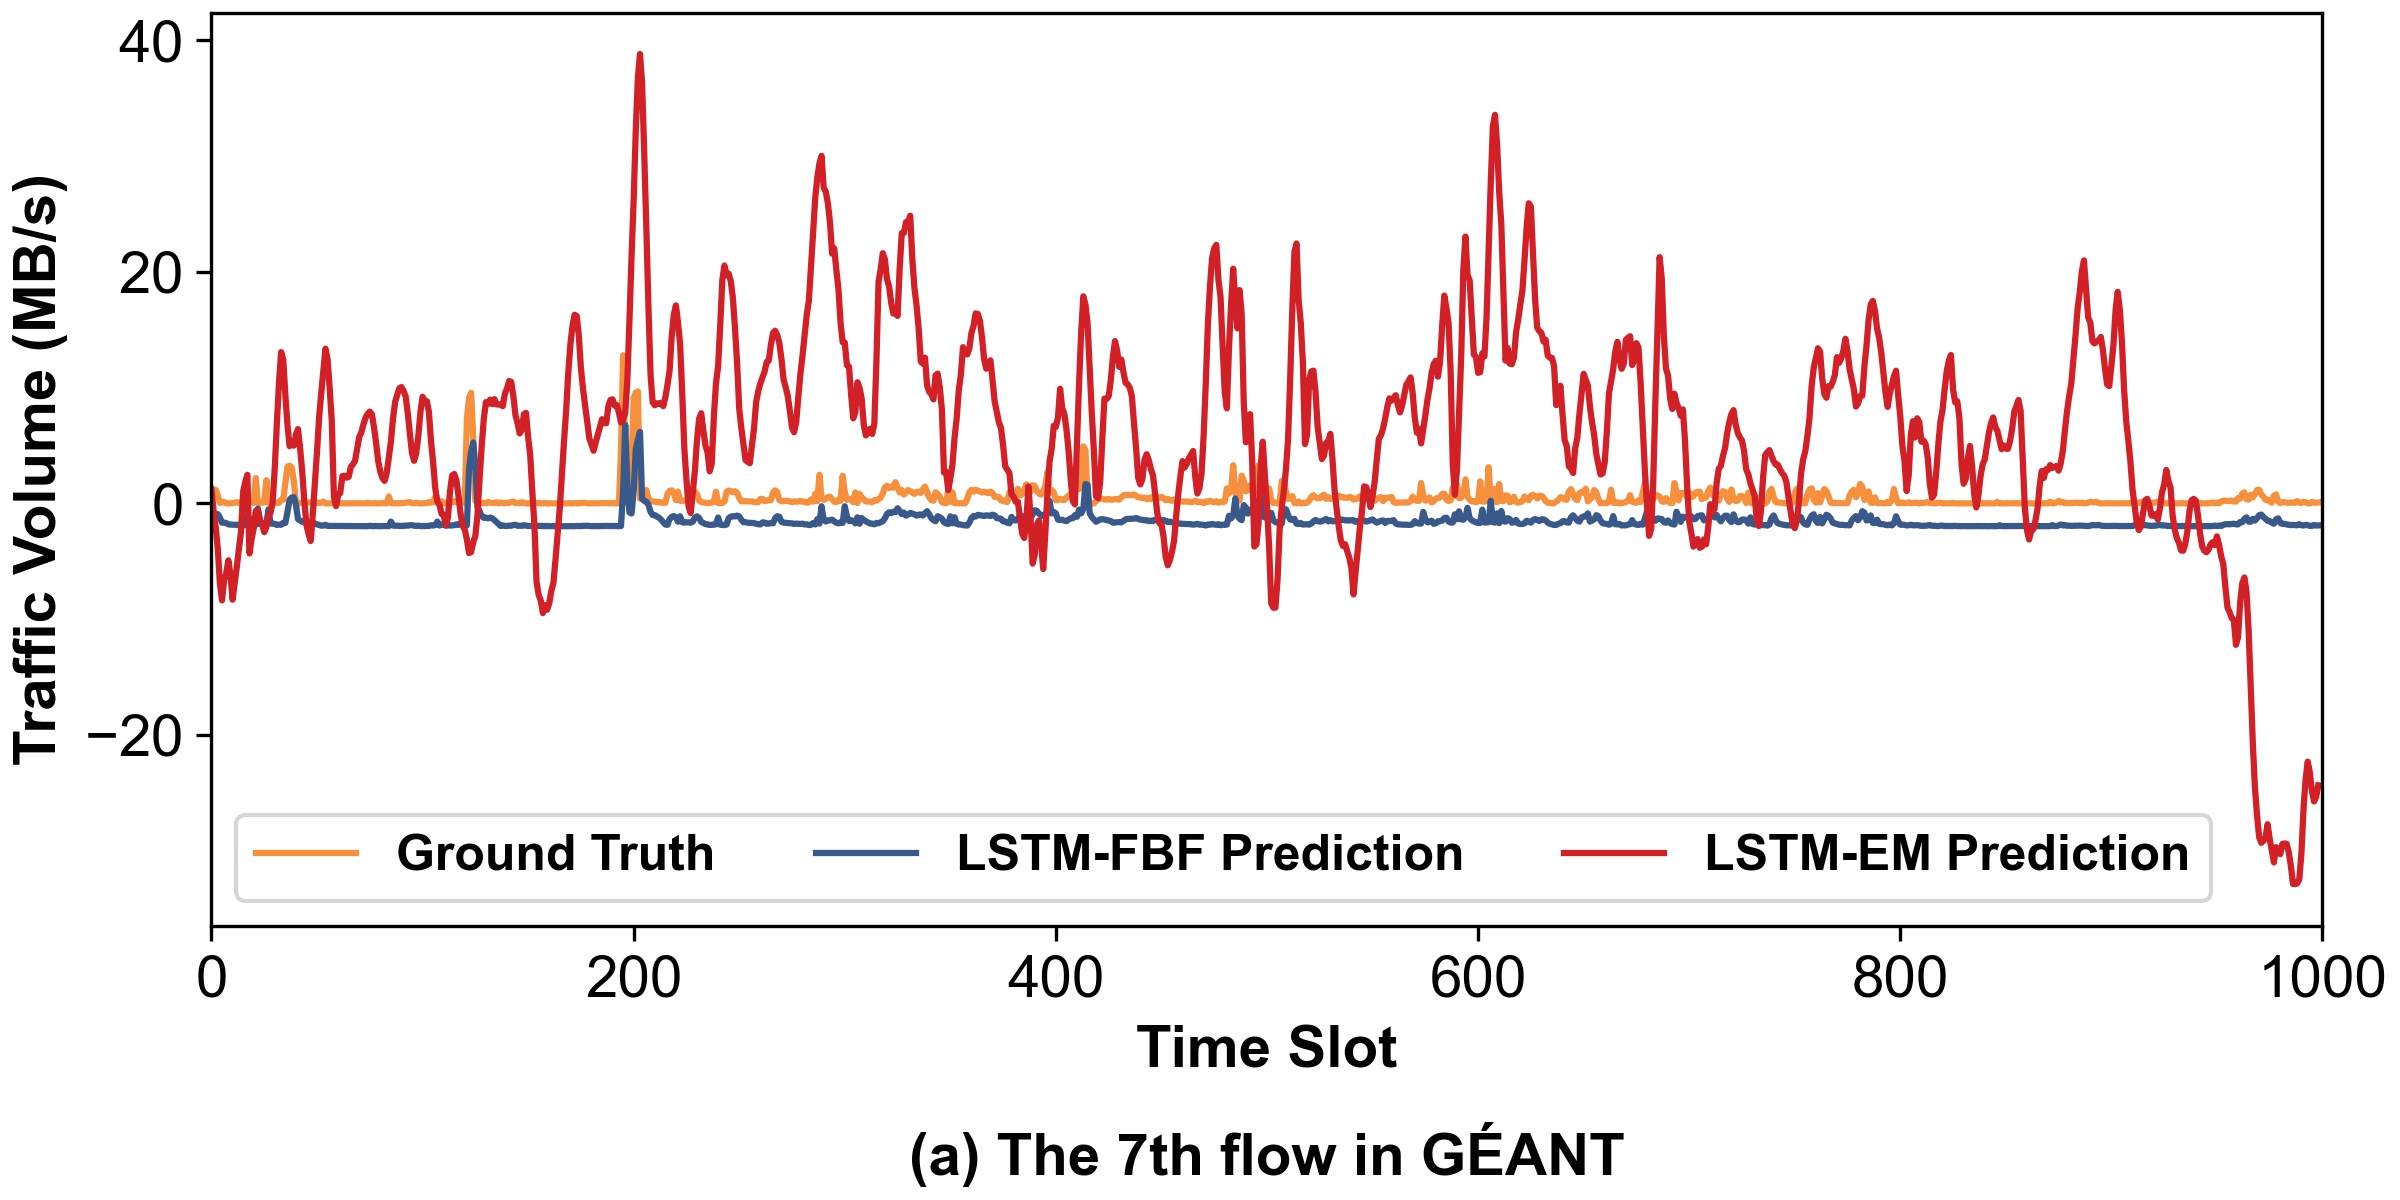 Traffic Volume (MB/s)
40
20
0
−20
Ground Truth
LSTM-FBF Prediction
LSTM-EM Prediction
0
200
400
600
800
1000
Time Slot
(a) The 7th flow in GÉANT